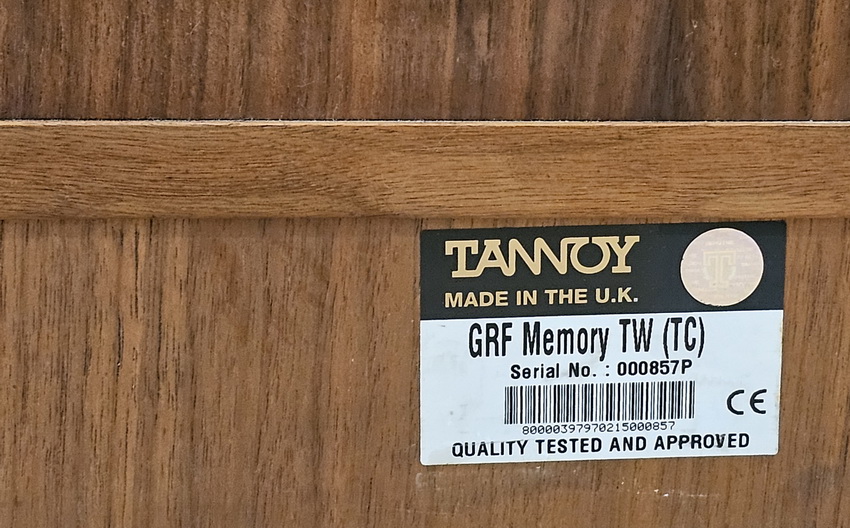 TANNOY
MADE IN THE U.K.
GRF Memory TW (TC)
Serial No. : 000857P
80000397970215000857
CE
QUALITY TESTED AND APPROVED